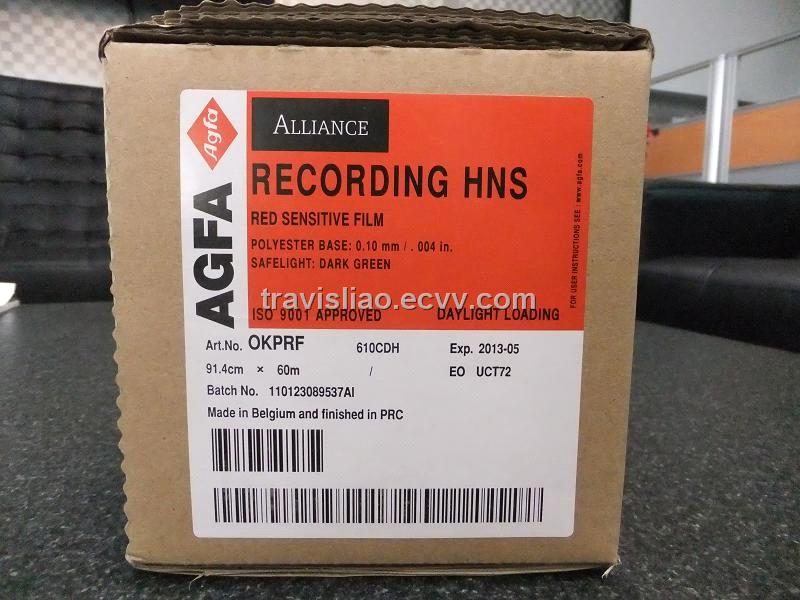 Agfa
AGFA
ALLIANCE
RECORDING HNS
RED SENSITIVE FILM
POLYESTER BASE: 0.10 mm / . 004 in.
SAFELIGHT: DARK GREEN
FOR USER INSTRUCTIONS SEE : www.agfa.com
travisliao.ecvv.com
ISO 9001 APPROVED DAYLIGHT LOADING
Art.No. OKPRF 610CDH Exp. 2013-05
91.4cm × 60m / EO UCT72
Batch No. 110123089537AI
Made in Belgium and finished in PRC